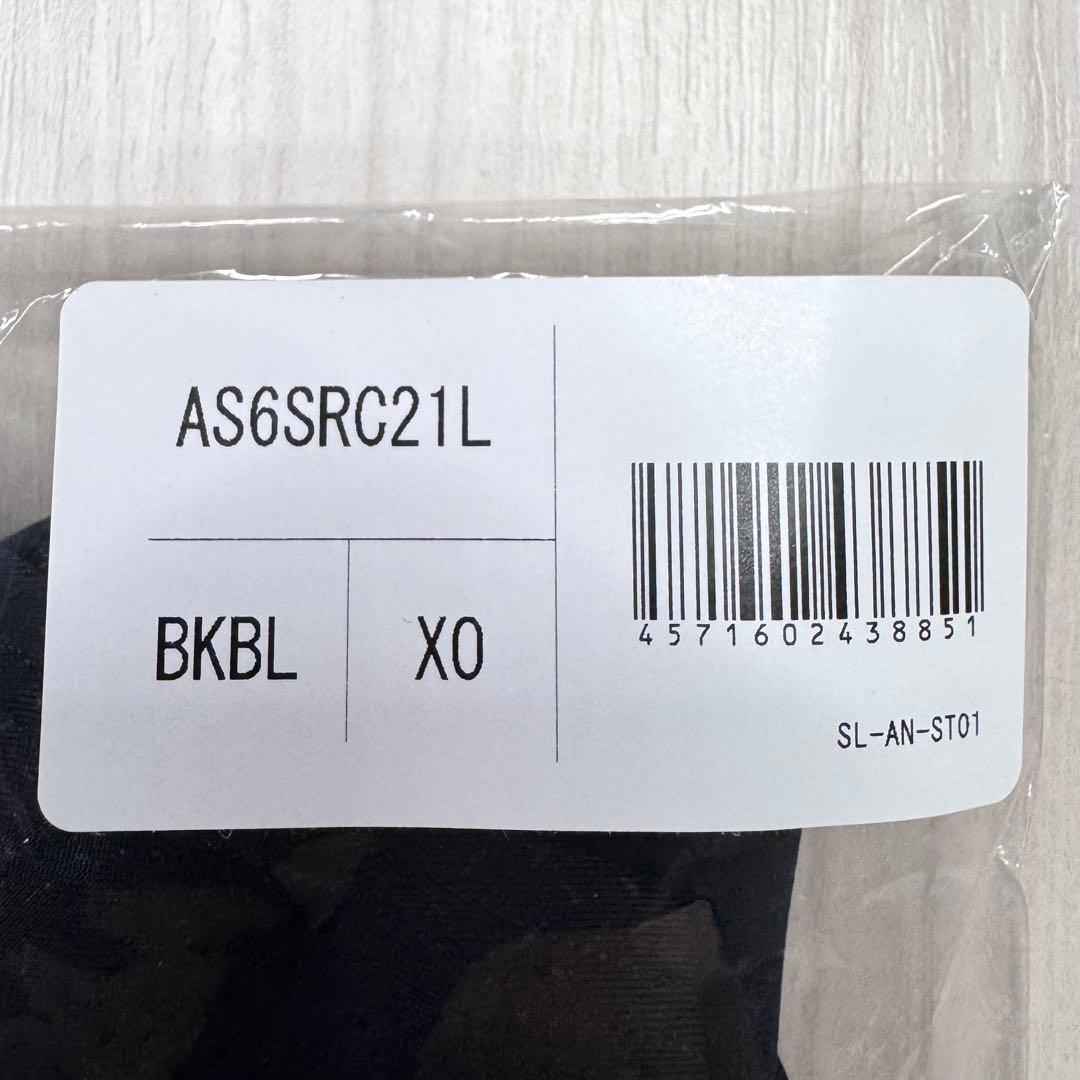 AS6SRC21L
BKBL
XO
4571602438851
SL-AN-ST01